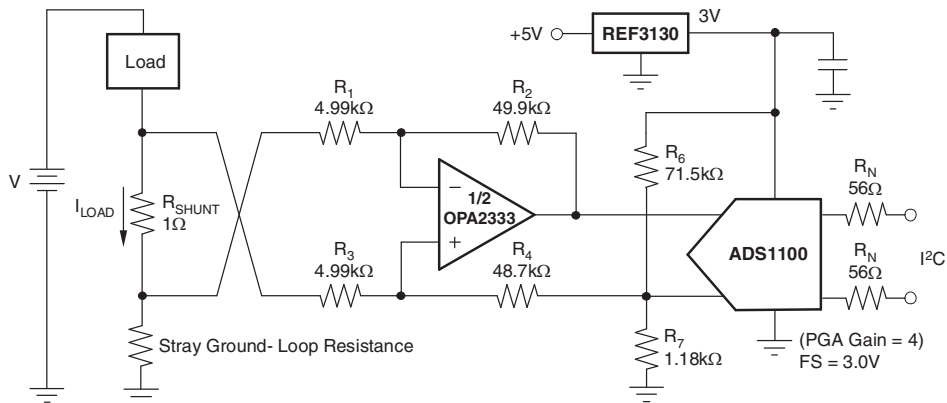 +5V
REF3130
3V
Load
R1
4.99kΩ
R2
49.9kΩ
R6
71.5kΩ
V
ILOAD
RSHUNT
1Ω
−
1/2
OPA2333
+
RN
56Ω
ADS1100
RN
56Ω
I²C
R3
4.99kΩ
R4
48.7kΩ
Stray Ground- Loop Resistance
R7
1.18kΩ
(PGA Gain = 4)
FS = 3.0V